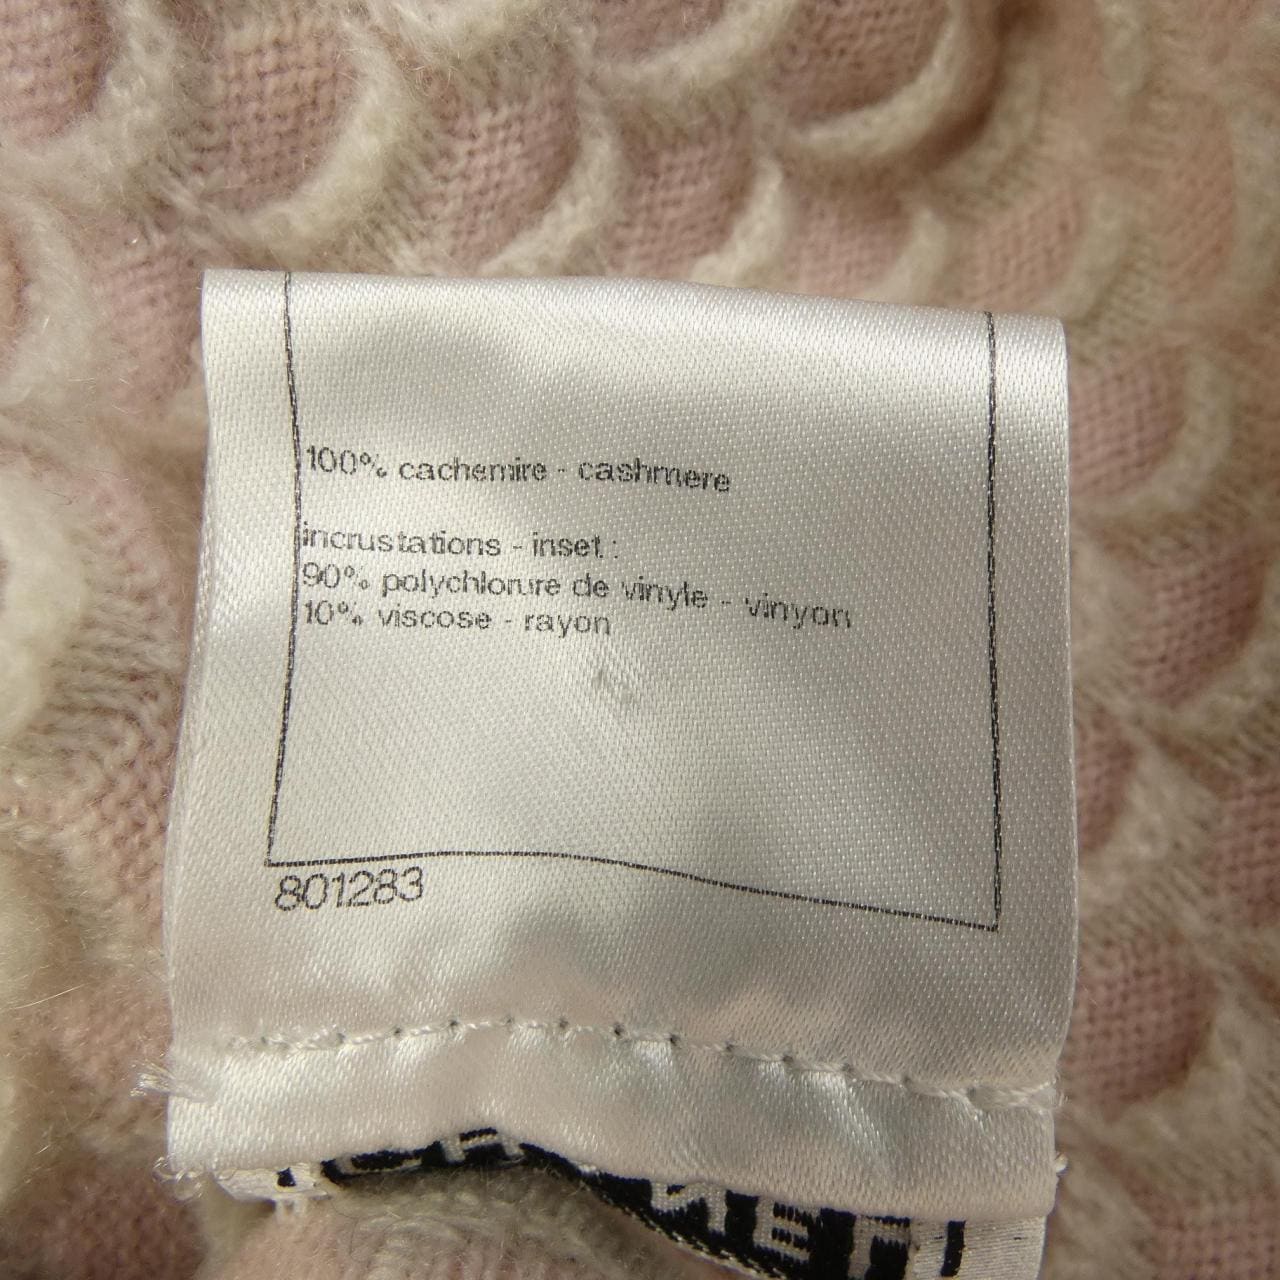 100% cachemire - cashmere
incrustations - inset :
90% polychlorure de vinyle - vinyon
10% viscose - rayon
801283